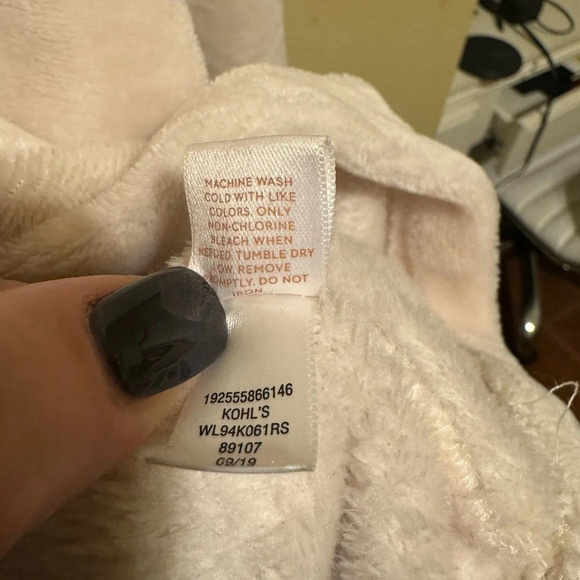 MACHINE WASH
COLD WITH LIKE
COLORS. ONLY
NON-CHLORINE
BLEACH WHEN
NEEDED. TUMBLE DRY
LOW. REMOVE
PROMPTLY. DO NOT
IRON.
192555866146
KOHL'S
WL94K061RS
89107
09/19